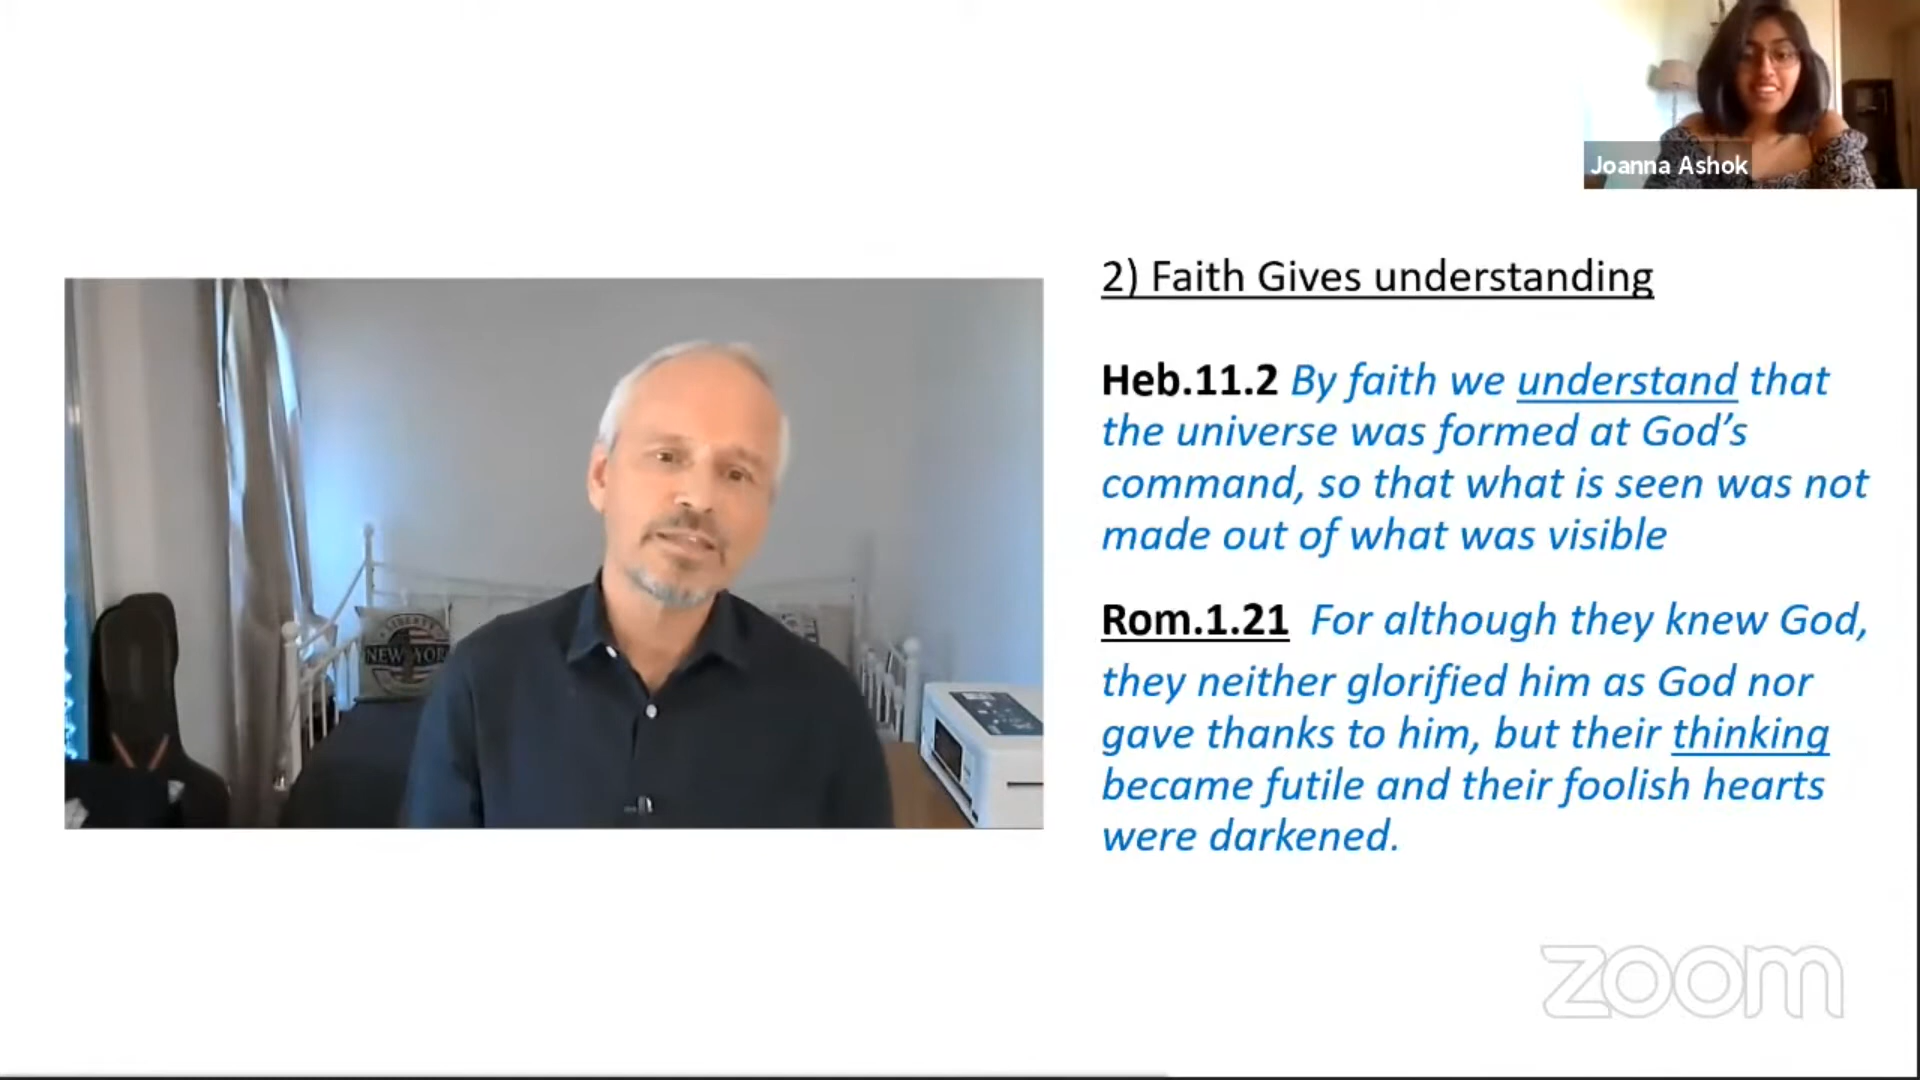 Joanna Ashok
2) Faith Gives understanding
Heb.11.2 By faith we understand that
the universe was formed at God’s
command, so that what is seen was not
made out of what was visible
Rom.1.21 For although they knew God,
they neither glorified him as God nor
gave thanks to him, but their thinking
became futile and their foolish hearts
were darkened.
LIBERTY
NEW YOR
zoom